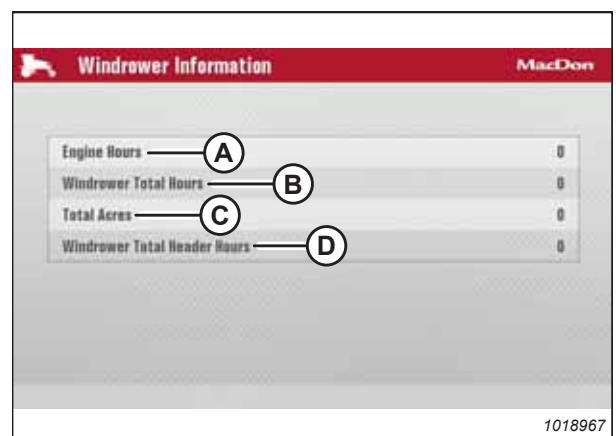 Windrower Information MacDon
Engine Hours A 0
Windrower Total Hours B 0
Total Acres C 0
Windrower Total Header Hours D 0
1018967